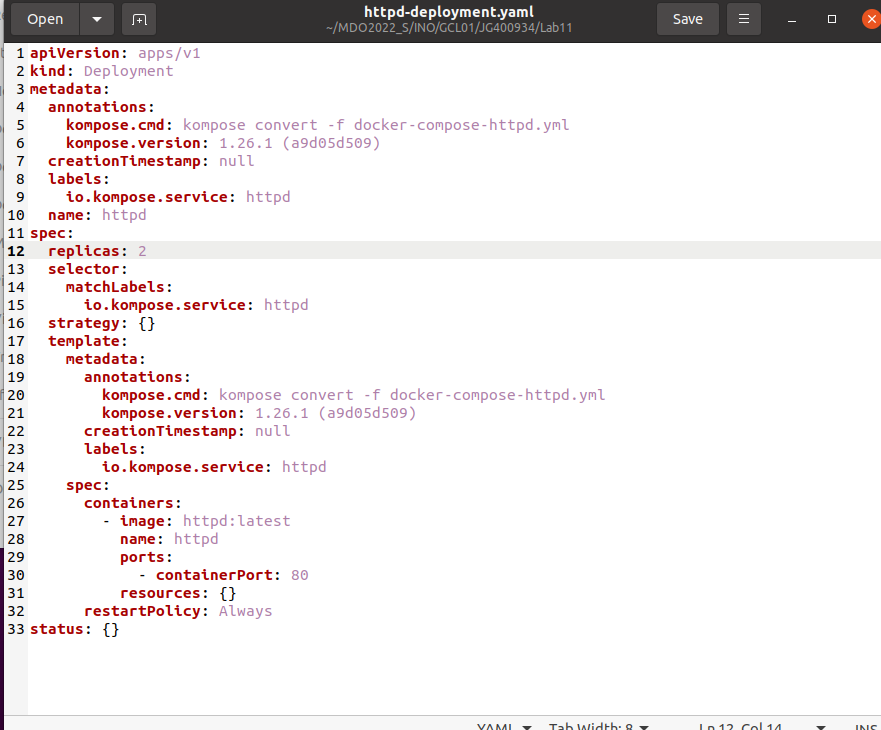 Open
httpd-deployment.yaml
~/MDO2022_S/INO/GCL01/JG400934/Lab11
Save
1 apiVersion: apps/v1
2 kind: Deployment
3 metadata:
4   annotations:
5     kompose.cmd: kompose convert -f docker-compose-httpd.yml
6     kompose.version: 1.26.1 (a9d05d509)
7   creationTimestamp: null
8   labels:
9     io.kompose.service: httpd
10   name: httpd
11 spec:
12   replicas: 2
13   selector:
14     matchLabels:
15       io.kompose.service: httpd
16   strategy: {}
17   template:
18     metadata:
19       annotations:
20         kompose.cmd: kompose convert -f docker-compose-httpd.yml
21         kompose.version: 1.26.1 (a9d05d509)
22       creationTimestamp: null
23       labels:
24         io.kompose.service: httpd
25     spec:
26       containers:
27         - image: httpd:latest
28           name: httpd
29           ports:
30             - containerPort: 80
31           resources: {}
32       restartPolicy: Always
33 status: {}
YAML Tab Width: 8 Ln 12, Col 14 INS